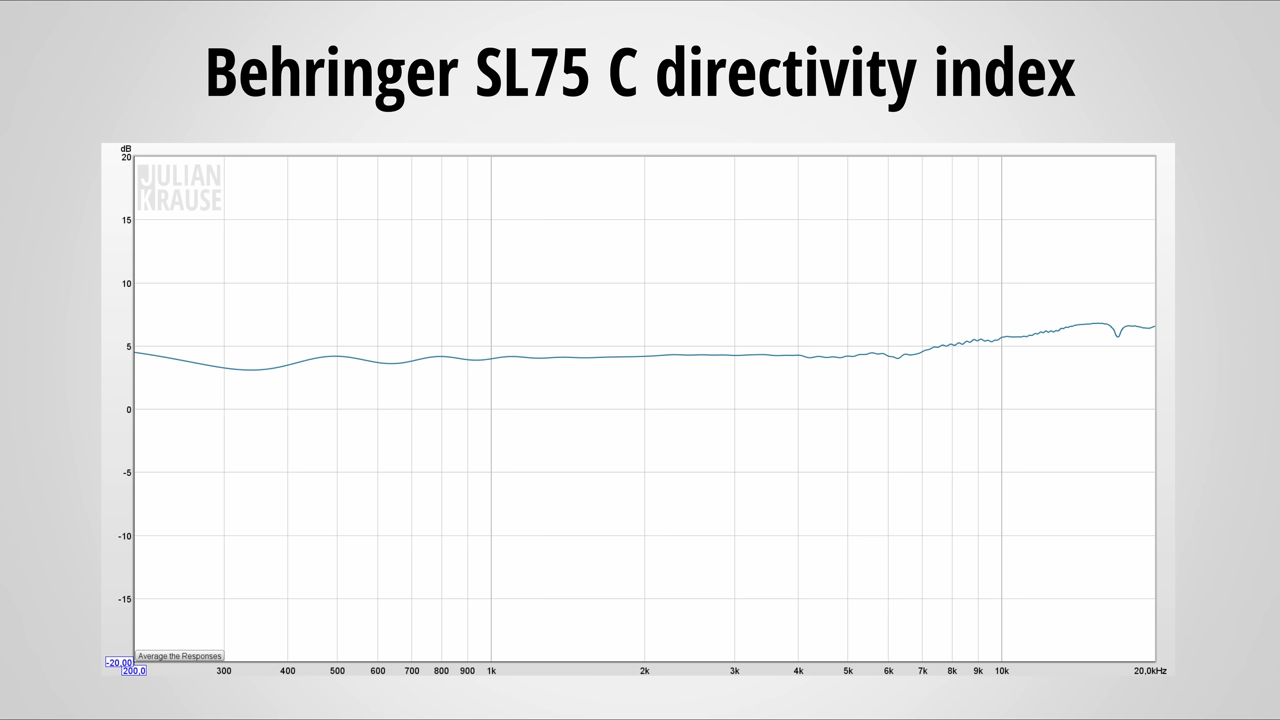 Behringer SL75 C directivity index
dB
20
JULIAN
KRAUSE
15
10
5
0
-5
-10
-15
Average the Responses
-20,00
200,0 300 400 500 600 700 800 900 1k 2k 3k 4k 5k 6k 7k 8k 9k 10k 20,0kHz